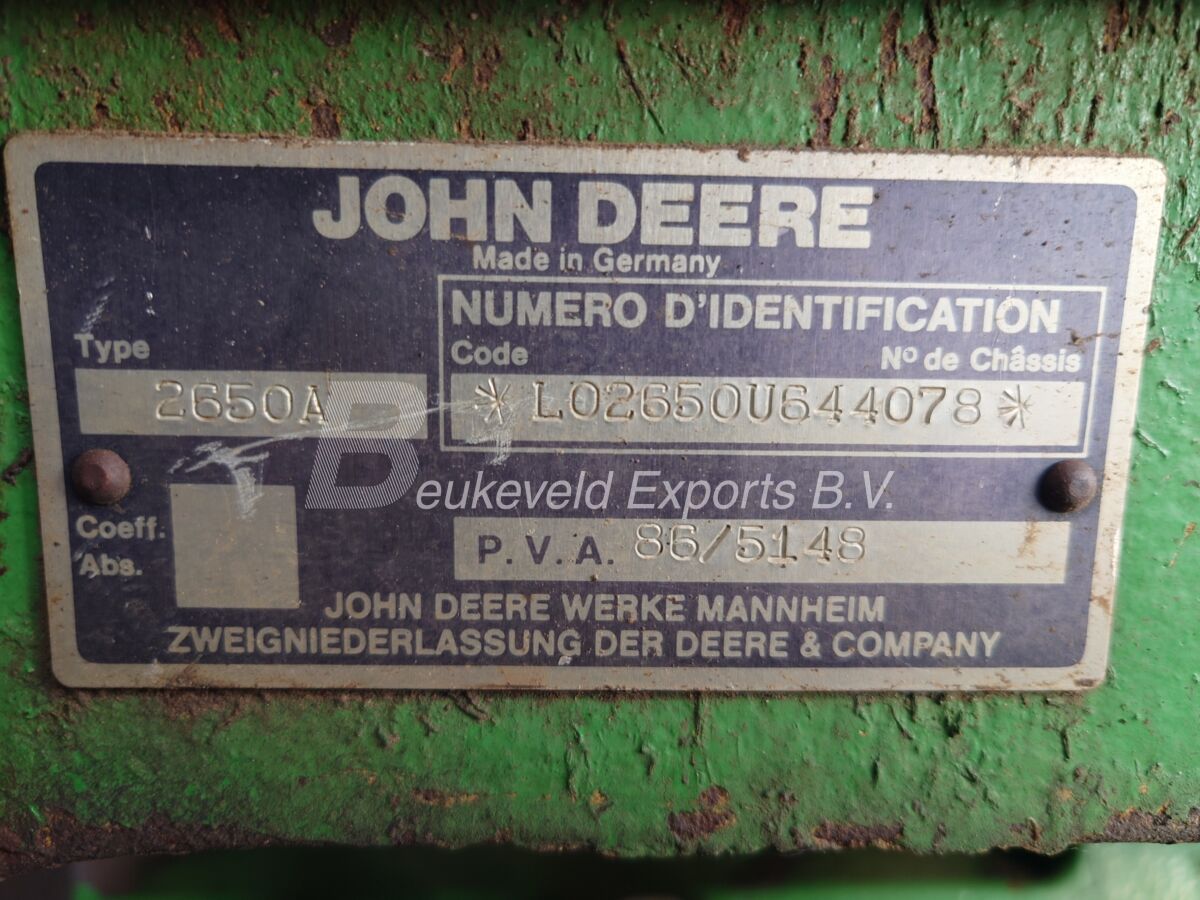 JOHN DEERE
Made in Germany
NUMERO D'IDENTIFICATION
Type
Code
Nº de Châssis
2650A
*L02650U644078*
Beukeveld Exports B.V.
Coeff.
Abs.
P.V.A. 86/5148
JOHN DEERE WERKE MANNHEIM
ZWEIGNIEDERLASSUNG DER DEERE & COMPANY